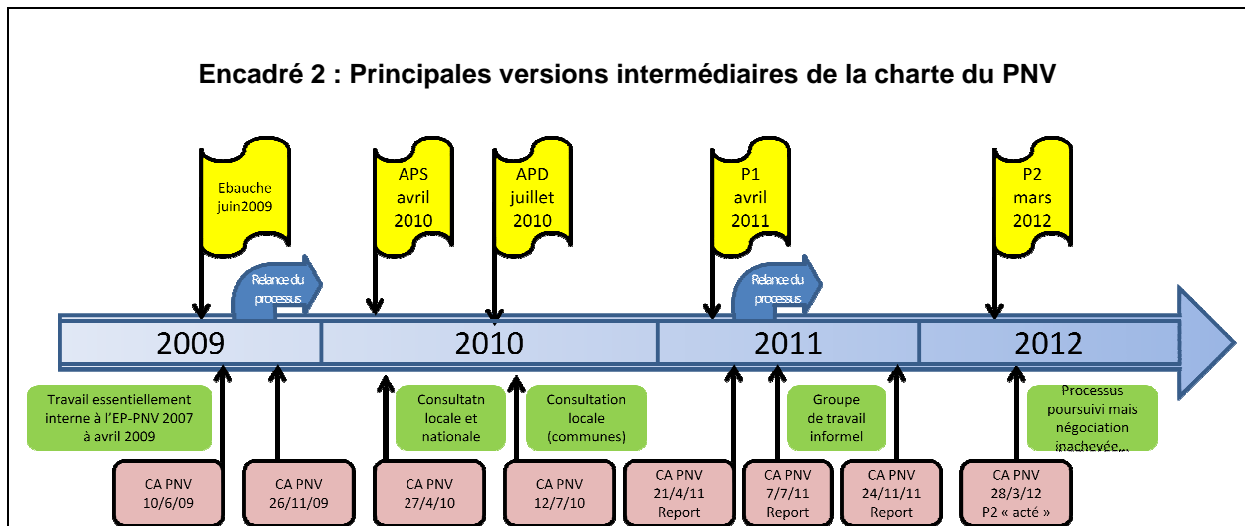 Encadré 2 : Principales versions intermédiaires de la charte du PNV
Ebauche
juin2009
APS
avril
2010
APD
juillet
2010
P1
avril
2011
P2
mars
2012
Relance du
processus
Relance du
processus
2009
2010
2011
2012
Travail essentiellement
interne à l'EP-PNV 2007
à avril 2009
Consultatn
locale et
nationale
Consultation
locale
(communes)
Groupe
de travail
informel
Processus
poursuivi mais
négociation
inachevée
CA PNV
10/6/09
CA PNV
26/11/09
CA PNV
27/4/10
CA PNV
12/7/10
CA PNV
21/4/11
Report
CA PNV
7/7/11
Report
CA PNV
24/11/11
Report
CA PNV
28/3/12
P2 « acté »